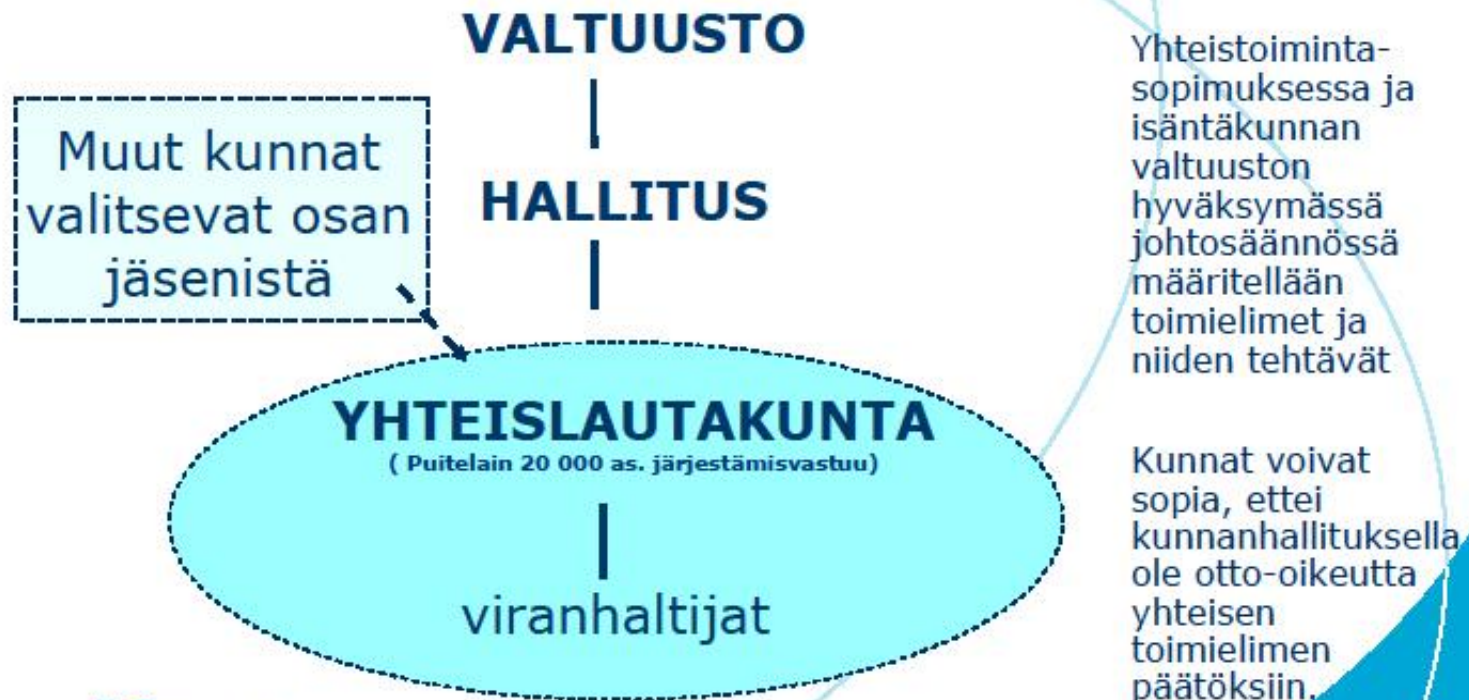 VALTUUSTO
Muut kunnat
valitsevat osan
jäsenistä
HALLITUS
YHTEISLAUTAKUNTA
( Puitelain 20 000 as. järjestämisvastuu)
viranhaltijat
Yhteistoiminta-
sopimuksessa ja
isäntäkunnan
valtuuston
hyväksymässä
johtosäännössä
määritellään
toimielimet ja
niiden tehtävät
Kunnat voivat
sopia, ettei
kunnanhallituksella
ole otto-oikeutta
yhteisen
toimielimen
päätöksiin.